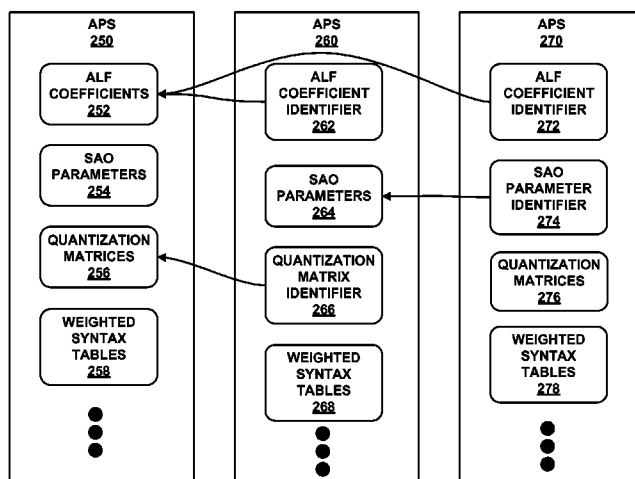 APS
250
ALF
COEFFICIENTS
252
SAO
PARAMETERS
254
QUANTIZATION
MATRICES
256
WEIGHTED
SYNTAX
TABLES
258
APS
260
ALF
COEFFICIENT
IDENTIFIER
262
SAO
PARAMETERS
264
QUANTIZATION
MATRIX
IDENTIFIER
266
WEIGHTED
SYNTAX
TABLES
268
APS
270
ALF
COEFFICIENT
IDENTIFIER
272
SAO
PARAMETER
IDENTIFIER
274
QUANTIZATION
MATRICES
276
WEIGHTED
SYNTAX
TABLES
278